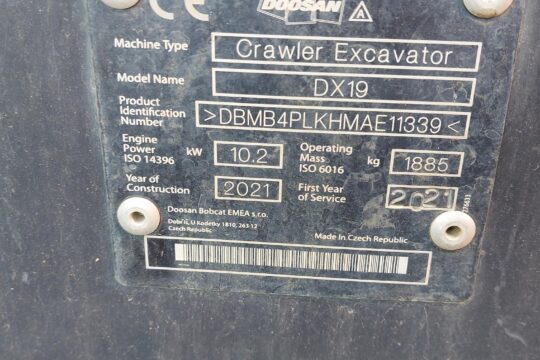 CE
DOOSAN
Machine Type Crawler Excavator
Model Name DX19
Product
Identification >DBMB4PLKHMAE11339<
Number
Engine
Power kW 10.2
ISO 14396
Operating
Mass kg 1885
ISO 6016
Year of
Construction 2021
First Year
of Service 2021
Doosan Bobcat EMEA s.r.o.
U Kodetky 1810, 263 12
Czech Republic
Made In Czech Republic